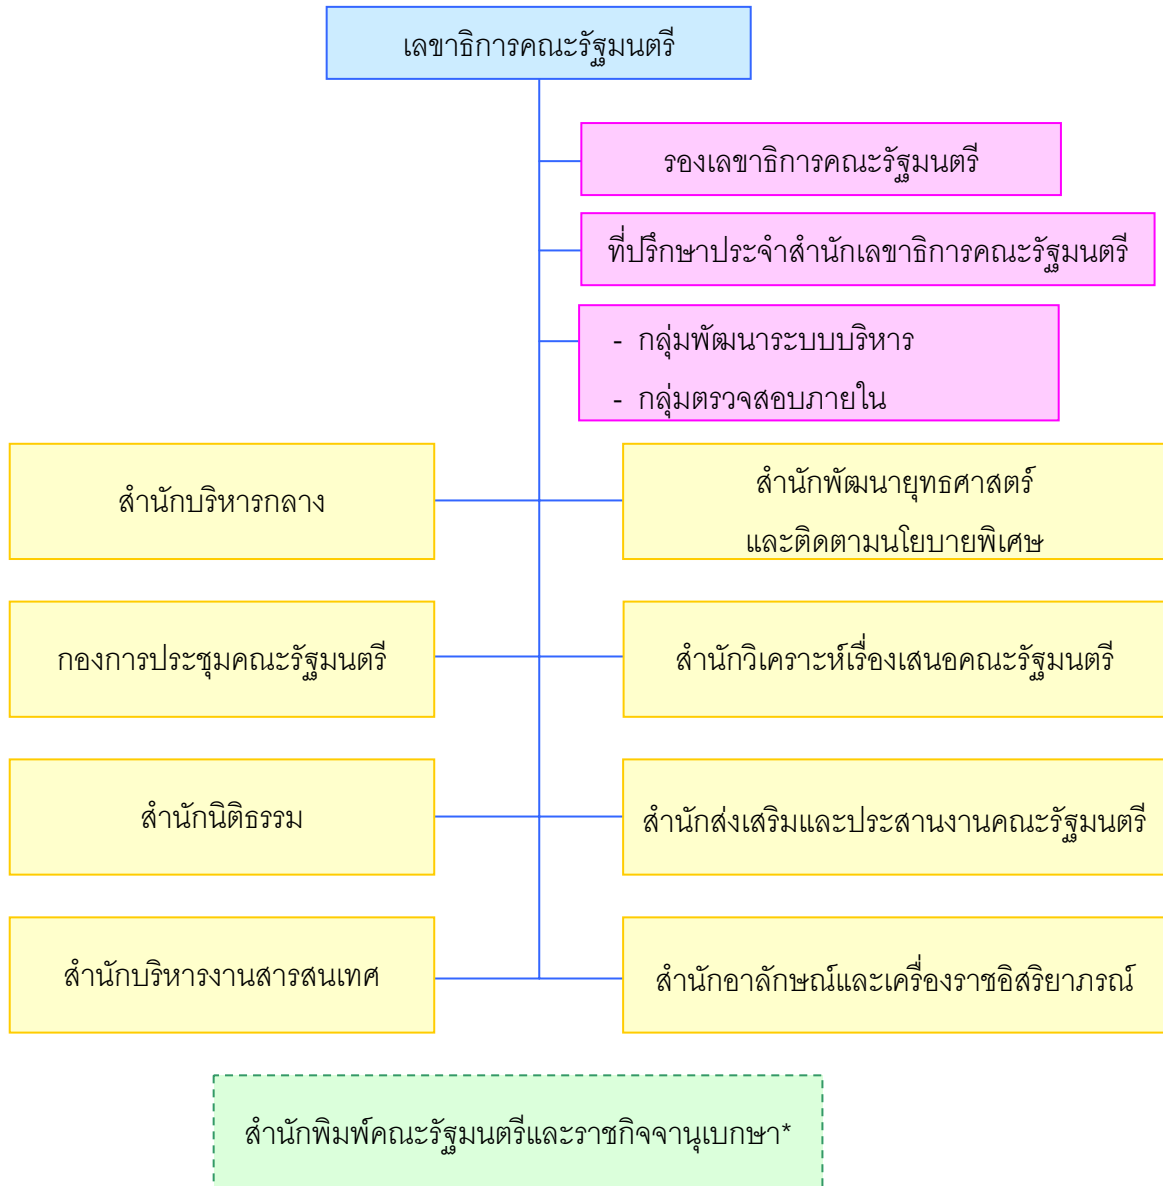 เลขาธิการคณะรัฐมนตรี
รองเลขาธิการคณะรัฐมนตรี
ที่ปรึกษาประจำสำนักเลขาธิการคณะรัฐมนตรี
- กลุ่มพัฒนาระบบบริหาร
- กลุ่มตรวจสอบภายใน
สำนักบริหารกลาง
สำนักพัฒนายุทธศาสตร์
และติดตามนโยบายพิเศษ
กองการประชุมคณะรัฐมนตรี
สำนักวิเคราะห์เรื่องเสนอคณะรัฐมนตรี
สำนักนิติธรรม
สำนักส่งเสริมและประสานงานคณะรัฐมนตรี
สำนักบริหารงานสารสนเทศ
สำนักอาลักษณ์และเครื่องราชอิสริยาภรณ์
สำนักพิมพ์คณะรัฐมนตรีและราชกิจจานุเบกษา*